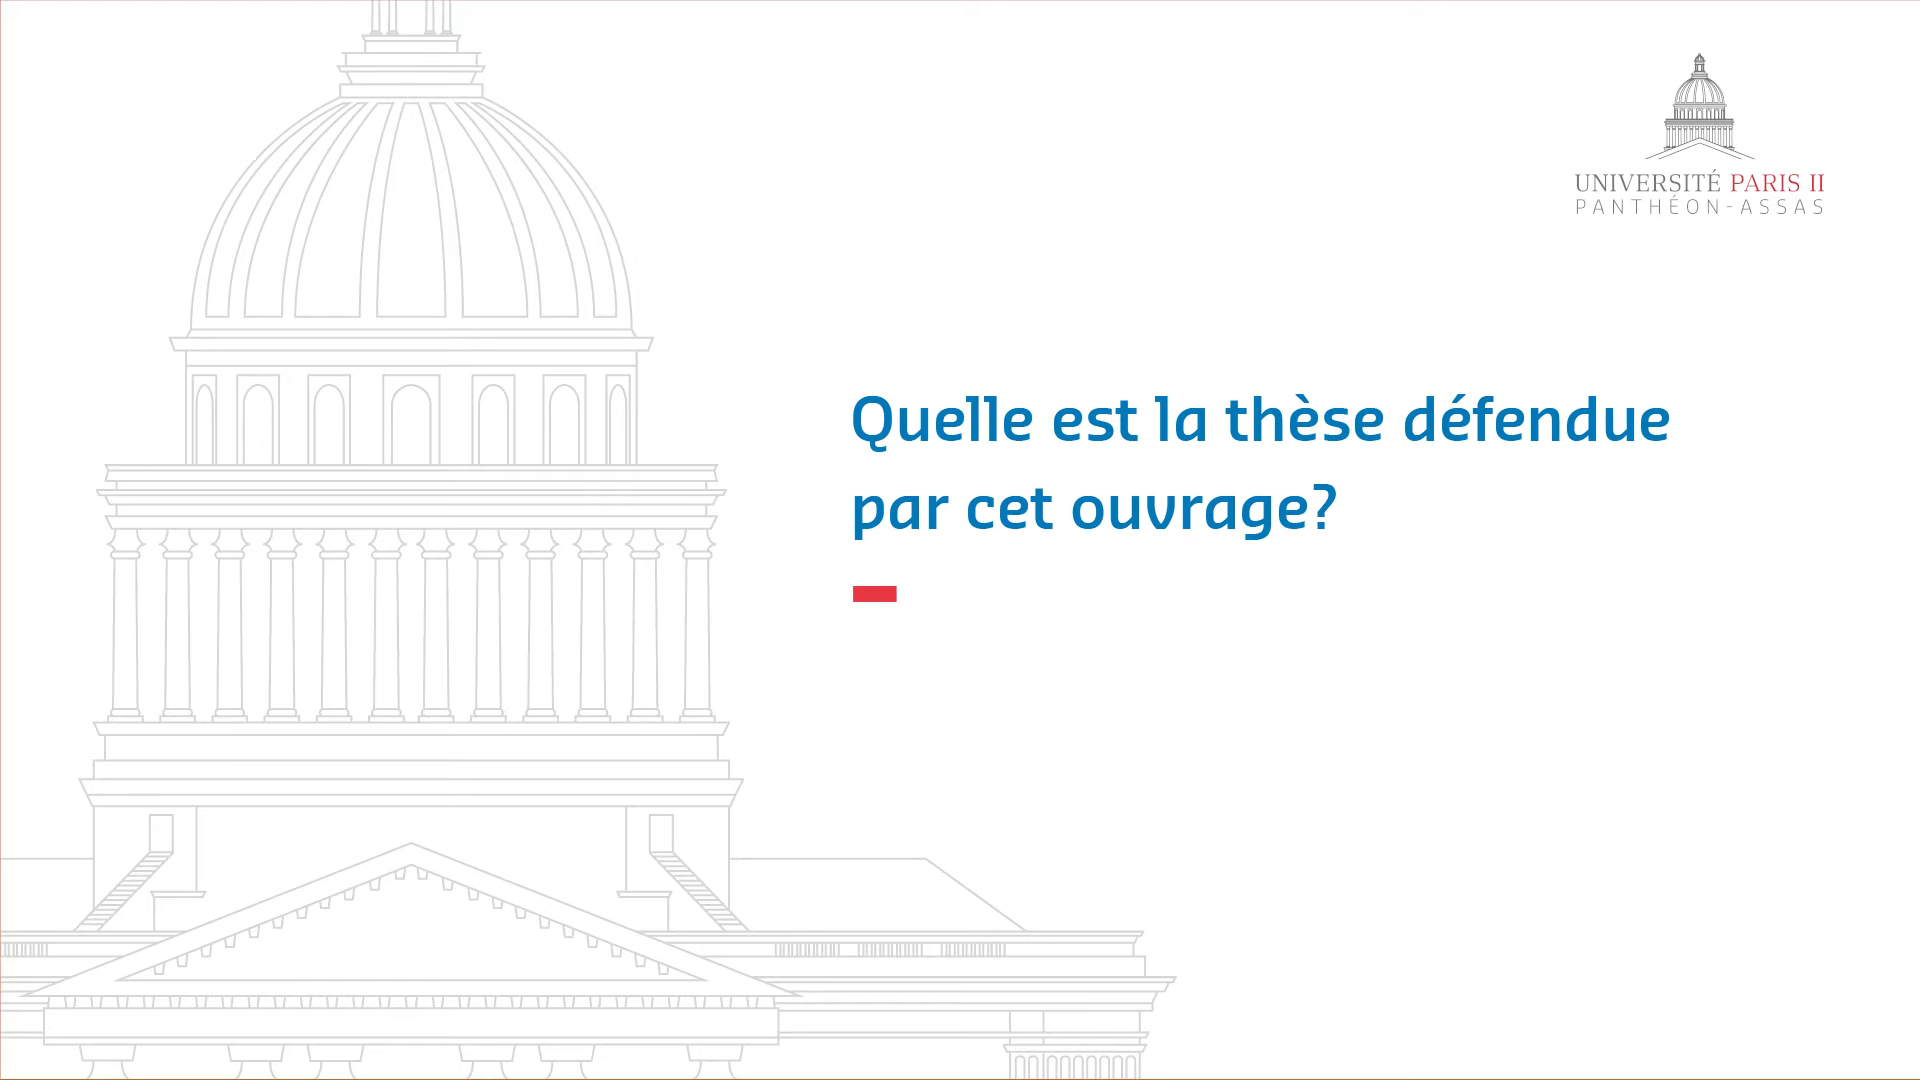 UNIVERSITÉ PARIS II
PANTHÉON-ASSAS
Quelle est la thèse défendue
par cet ouvrage?